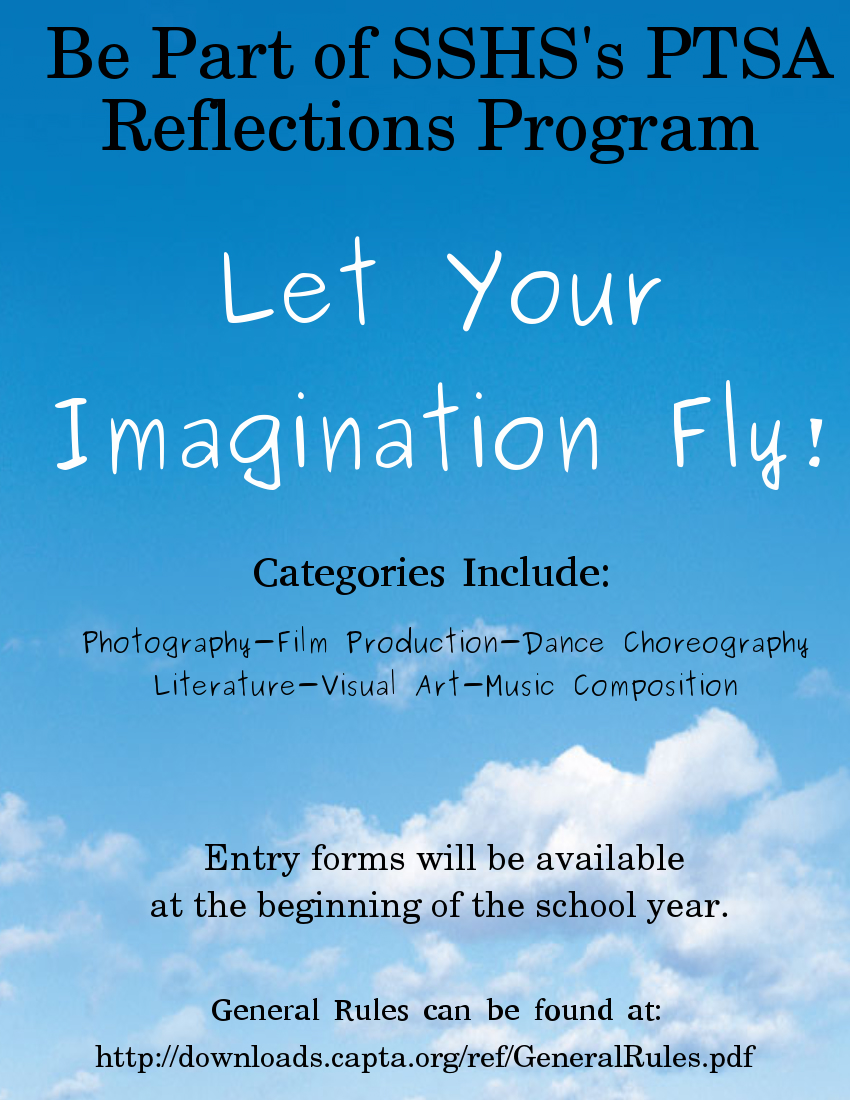 Be Part of SSHS's PTSA
Reflections Program
Let Your
Imagination Fly!
Categories Include:
Photography-Film Production-Dance Choreography
Literature-Visual Art-Music Composition
Entry forms will be available
at the beginning of the school year.
General Rules can be found at:
http://downloads.capta.org/ref/GeneralRules.pdf